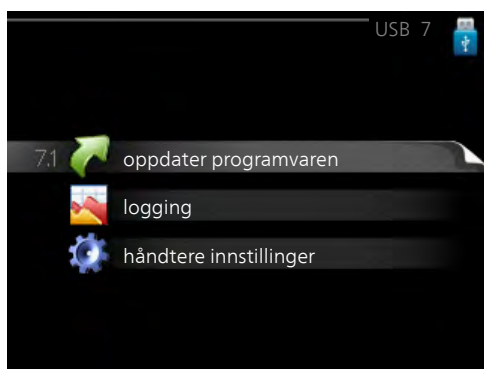 USB 7
7.1 oppdater programvaren
logging
håndtere innstillinger